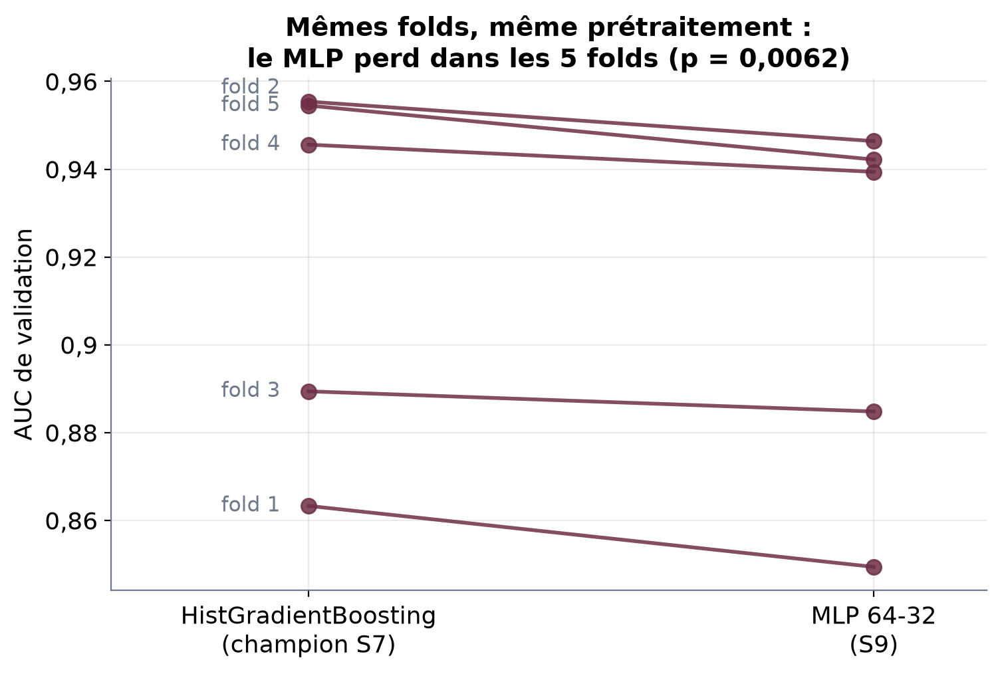 Mêmes folds, même prétraitement :
le MLP perd dans les 5 folds (p = 0,0062)
AUC de validation
0,96
0,94
0,92
0,9
0,88
0,86
fold 2
fold 5
fold 4
fold 3
fold 1
HistGradientBoosting
(champion S7)
MLP 64-32
(S9)